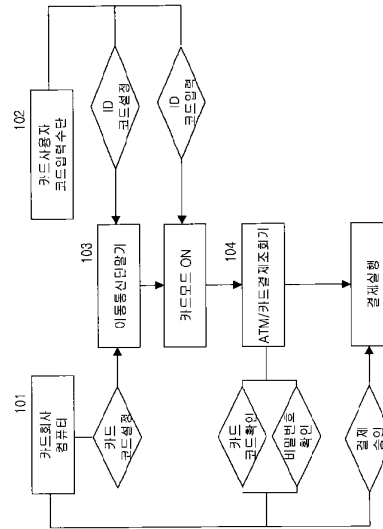 101
카드회사
컴퓨터
102
카드사용자
코드입력수단
카드
코드설정
103
이동통신단말기
ID
코드설정
카드모드 ON
ID
코드입력
104
ATM/카드결제조회기
카드
코드확인
비밀번호
확인
결제
승인
결제실행